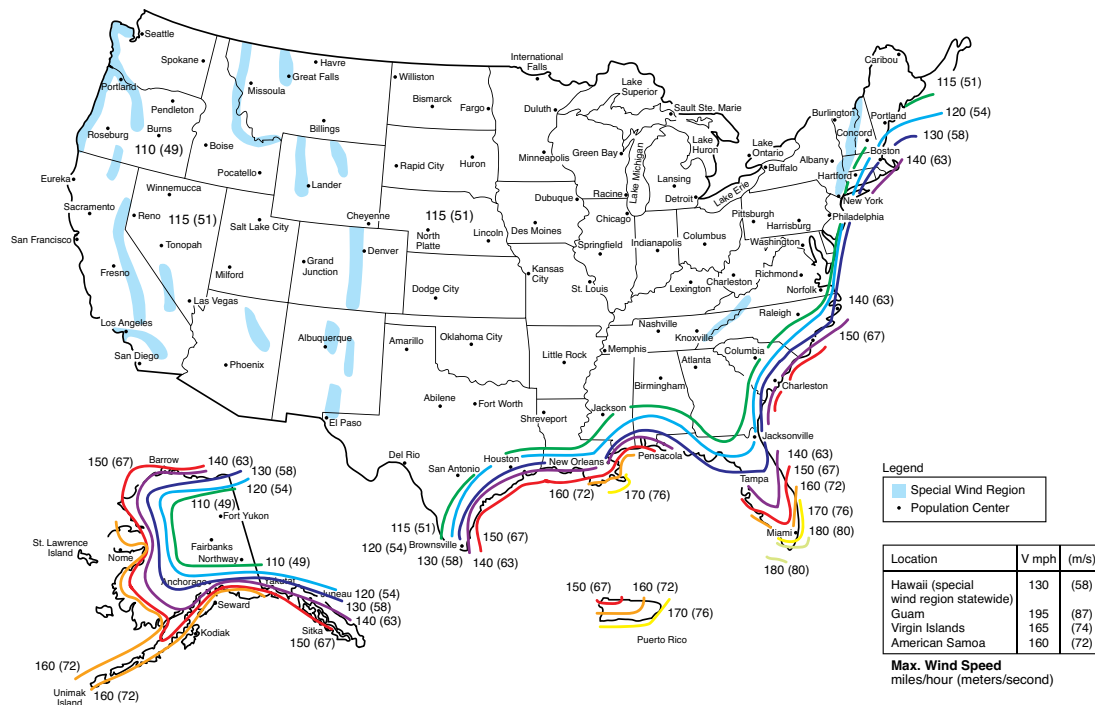 Seattle
Spokane
Portland
Pendleton
Roseburg
Burns
110 (49)
Boise
Havre
Great Falls
Missoula
Billings
Williston
Bismarck
Fargo
International
Falls
Duluth
Lake
Superior
Sault Ste. Marie
Caribou
115 (51)
120 (54)
130 (58)
140 (63)
Burlington
Portland
Concord
Boston
Albany
Hartford
New York
Lake
Ontario
Buffalo
Lake
Huron
Lake Michigan
Lake Erie
Minneapolis
Green Bay
Lansing
Detroit
Racine
Chicago
Dubuque
Rapid City
Huron
Pocatello
Lander
Eureka
Winnemucca
Sacramento
Reno
115 (51)
San Francisco
Tonopah
Salt Lake City
Cheyenne
115 (51)
North
Platte
Lincoln
Des Moines
Springfield
Indianapolis
Columbus
Pittsburgh
Harrisburg
Philadelphia
Washington
Fresno
Milford
Grand
Junction
Denver
Dodge City
Kansas
City
St. Louis
Lexington
Charleston
Richmond
Norfolk
Las Vegas
Los Angeles
San Diego
Phoenix
Albuquerque
Amarillo
Oklahoma City
Little Rock
Memphis
Nashville
Knoxville
Raleigh
140 (63)
150 (67)
Columbia
Atlanta
Birmingham
Charleston
El Paso
Abilene
Fort Worth
Shreveport
Jackson
Jacksonville
Del Rio
San Antonio
Houston
New Orleans
Pensacola
160 (72)
170 (76)
Tampa
Miami
140 (63)
150 (67)
160 (72)
170 (76)
180 (80)
180 (80)
115 (51)
120 (54)
Brownsville
130 (58)
140 (63)
150 (67)
150 (67)
Barrow
140 (63)
130 (58)
120 (54)
110 (49)
Fort Yukon
Fairbanks
Northway
110 (49)
St. Lawrence
Island
Nome
Anchorage
Yakutat
Juneau
120 (54)
130 (58)
140 (63)
Seward
Kodiak
Sitka
150 (67)
160 (72)
Unimak
Island
160 (72)
150 (67)
160 (72)
170 (76)
Puerto Rico
Legend
Special Wind Region
Population Center
Location V mph (m/s)
Hawaii (special 130 (58)
wind region statewide)
Guam 195 (87)
Virgin Islands 165 (74)
American Samoa 160 (72)
Max. Wind Speed
miles/hour (meters/second)